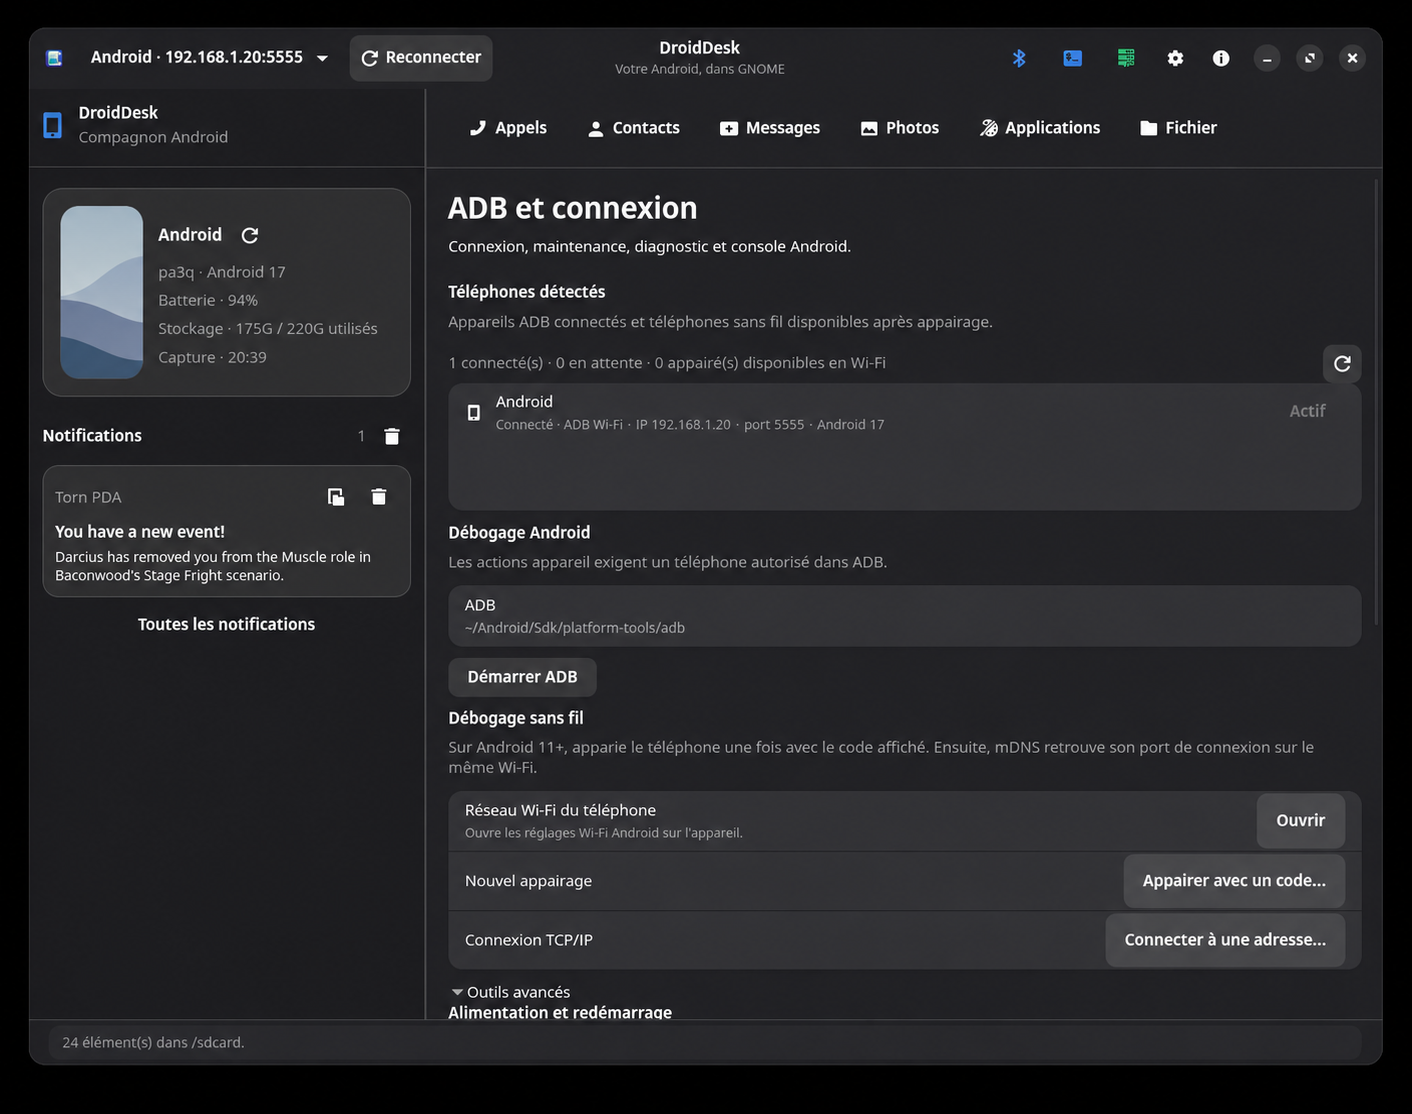 Android · 192.168.1.20:5555
Reconnecter
DroidDesk
Votre Android, dans GNOME
DroidDesk
Compagnon Android
Appels
Contacts
Messages
Photos
Applications
Fichier
Android
pa3q · Android 17
Batterie · 94%
Stockage · 175G / 220G utilisés
Capture · 20:39
Notifications
1
Torn PDA
You have a new event!
Darcius has removed you from the Muscle role in
Baconwood's Stage Fright scenario.
Toutes les notifications
ADB et connexion
Connexion, maintenance, diagnostic et console Android.
Téléphones détectés
Appareils ADB connectés et téléphones sans fil disponibles après appairage.
1 connecté(s) · 0 en attente · 0 appairé(s) disponibles en Wi-Fi
Android
Connecté · ADB Wi-Fi · IP 192.168.1.20 · port 5555 · Android 17
Actif
Débogage Android
Les actions appareil exigent un téléphone autorisé dans ADB.
ADB
~/Android/Sdk/platform-tools/adb
Démarrer ADB
Débogage sans fil
Sur Android 11+, apparie le téléphone une fois avec le code affiché. Ensuite, mDNS retrouve son port de connexion sur le
même Wi-Fi.
Réseau Wi-Fi du téléphone
Ouvre les réglages Wi-Fi Android sur l'appareil.
Ouvrir
Nouvel appairage
Appairer avec un code...
Connexion TCP/IP
Connecter à une adresse...
Outils avancés
Alimentation et redémarrage
24 élément(s) dans /sdcard.